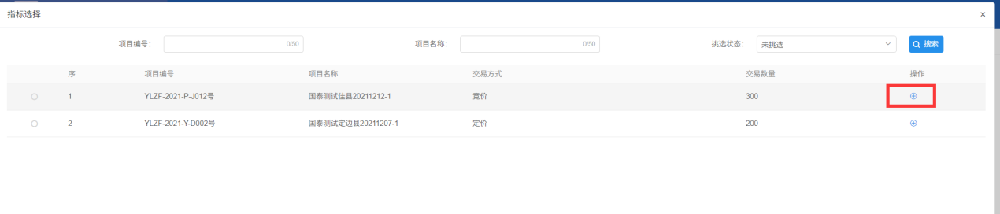 指标选择 ×
项目编号： 0/50 项目名称： 0/50 挑选状态： 未挑选 搜索
序 项目编号 项目名称 交易方式 交易数量 操作
1 YLZF-2021-P-J012号 国泰测试佳县20211212-1 竞价 300
2 YLZF-2021-Y-D002号 国泰测试定边县20211207-1 定价 200